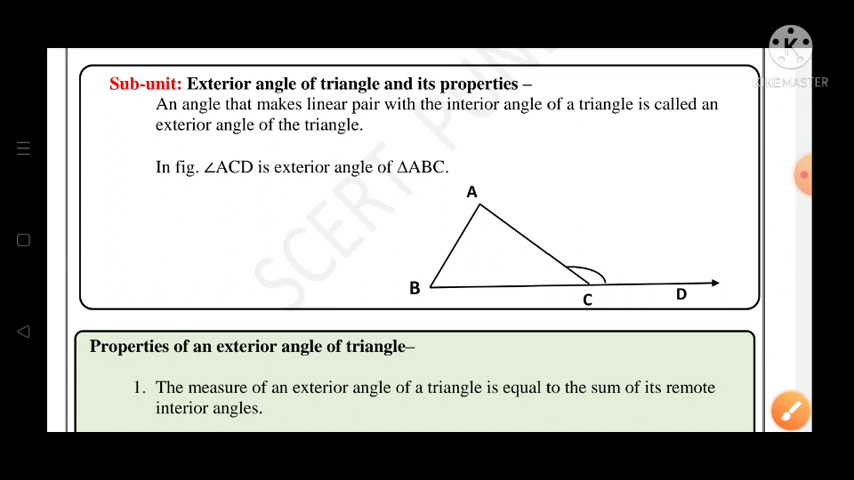 K
KINEMASTER
Sub-unit: Exterior angle of triangle and its properties –
An angle that makes linear pair with the interior angle of a triangle is called an
exterior angle of the triangle.
In fig. ∠ACD is exterior angle of ΔABC.
A
B
C
D
SCERT PUN
Properties of an exterior angle of triangle–
1. The measure of an exterior angle of a triangle is equal to the sum of its remote
interior angles.